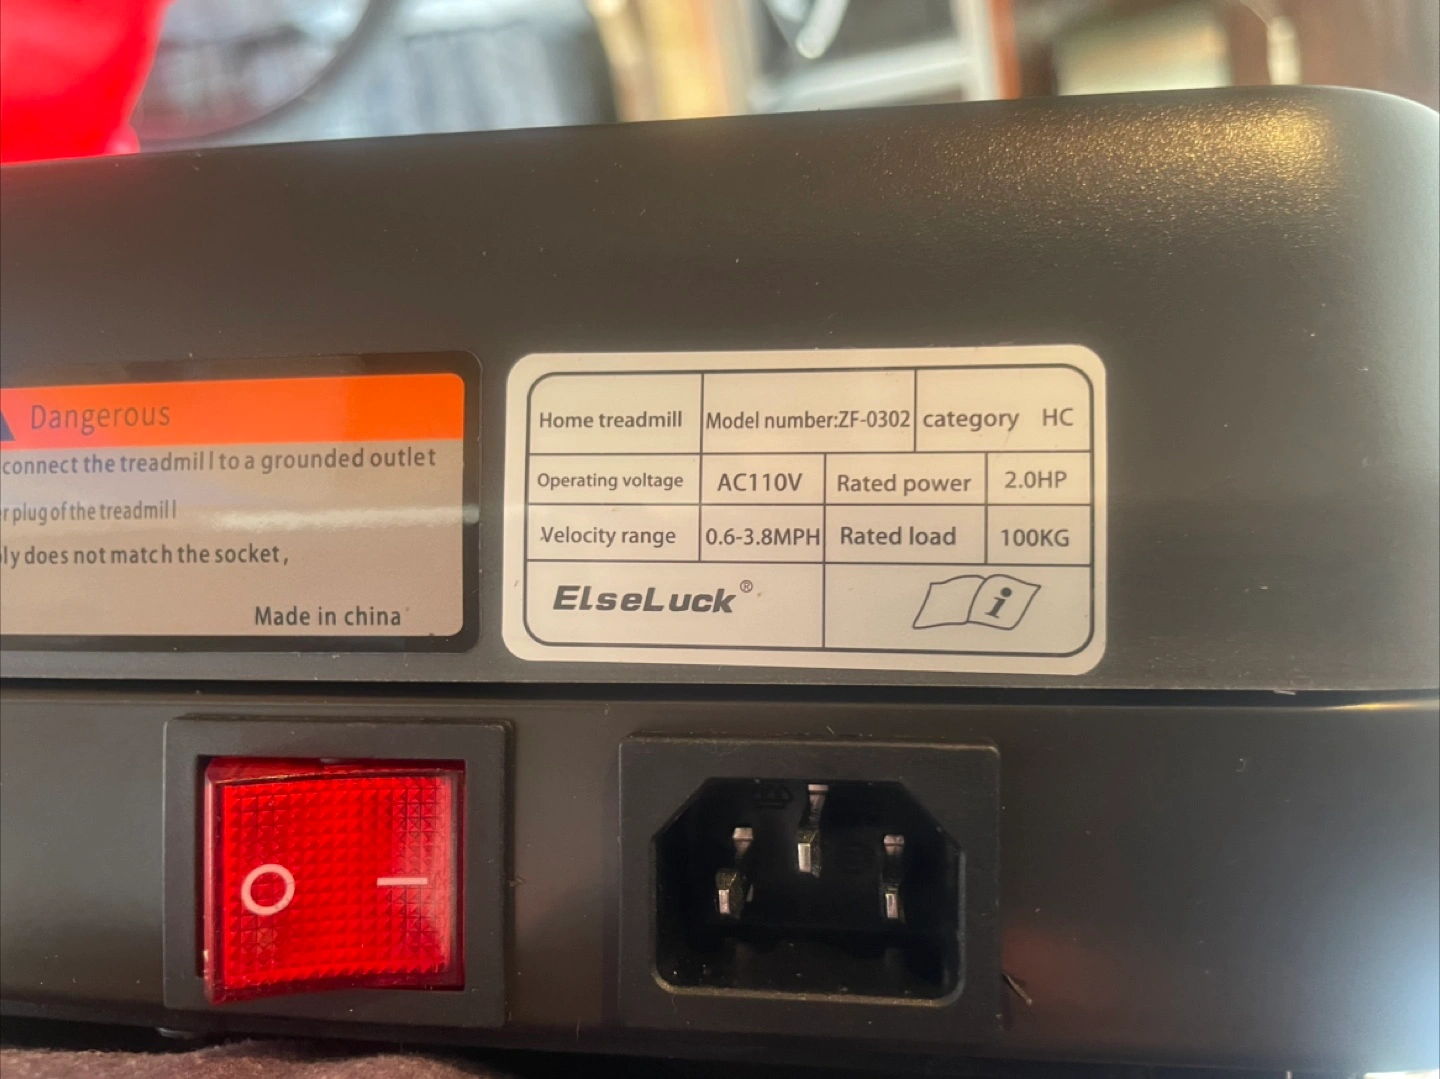 Dangerous
connect the treadmill to a grounded outlet
plug of the treadmill
does not match the socket,
Made in china
Home treadmill Model number:ZF-0302 category HC
Operating voltage AC110V Rated power 2.0HP
Velocity range 0.6-3.8MPH Rated load 100KG
ElseLuck® i
O I